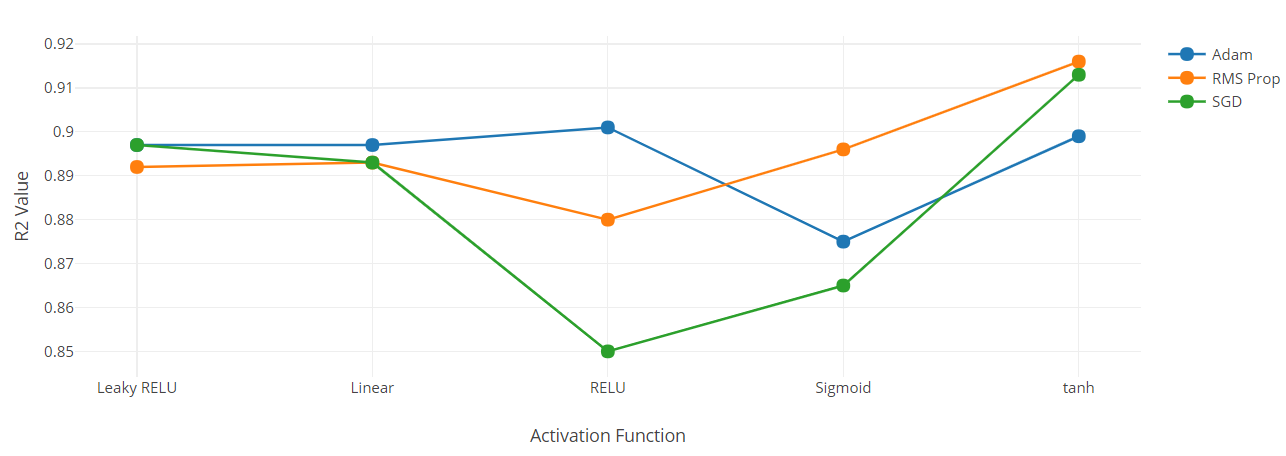 0.92
0.91
0.9
0.89
0.88
0.87
0.86
0.85
R2 Value
Leaky RELU
Linear
RELU
Sigmoid
tanh
Activation Function
Adam
RMS Prop
SGD